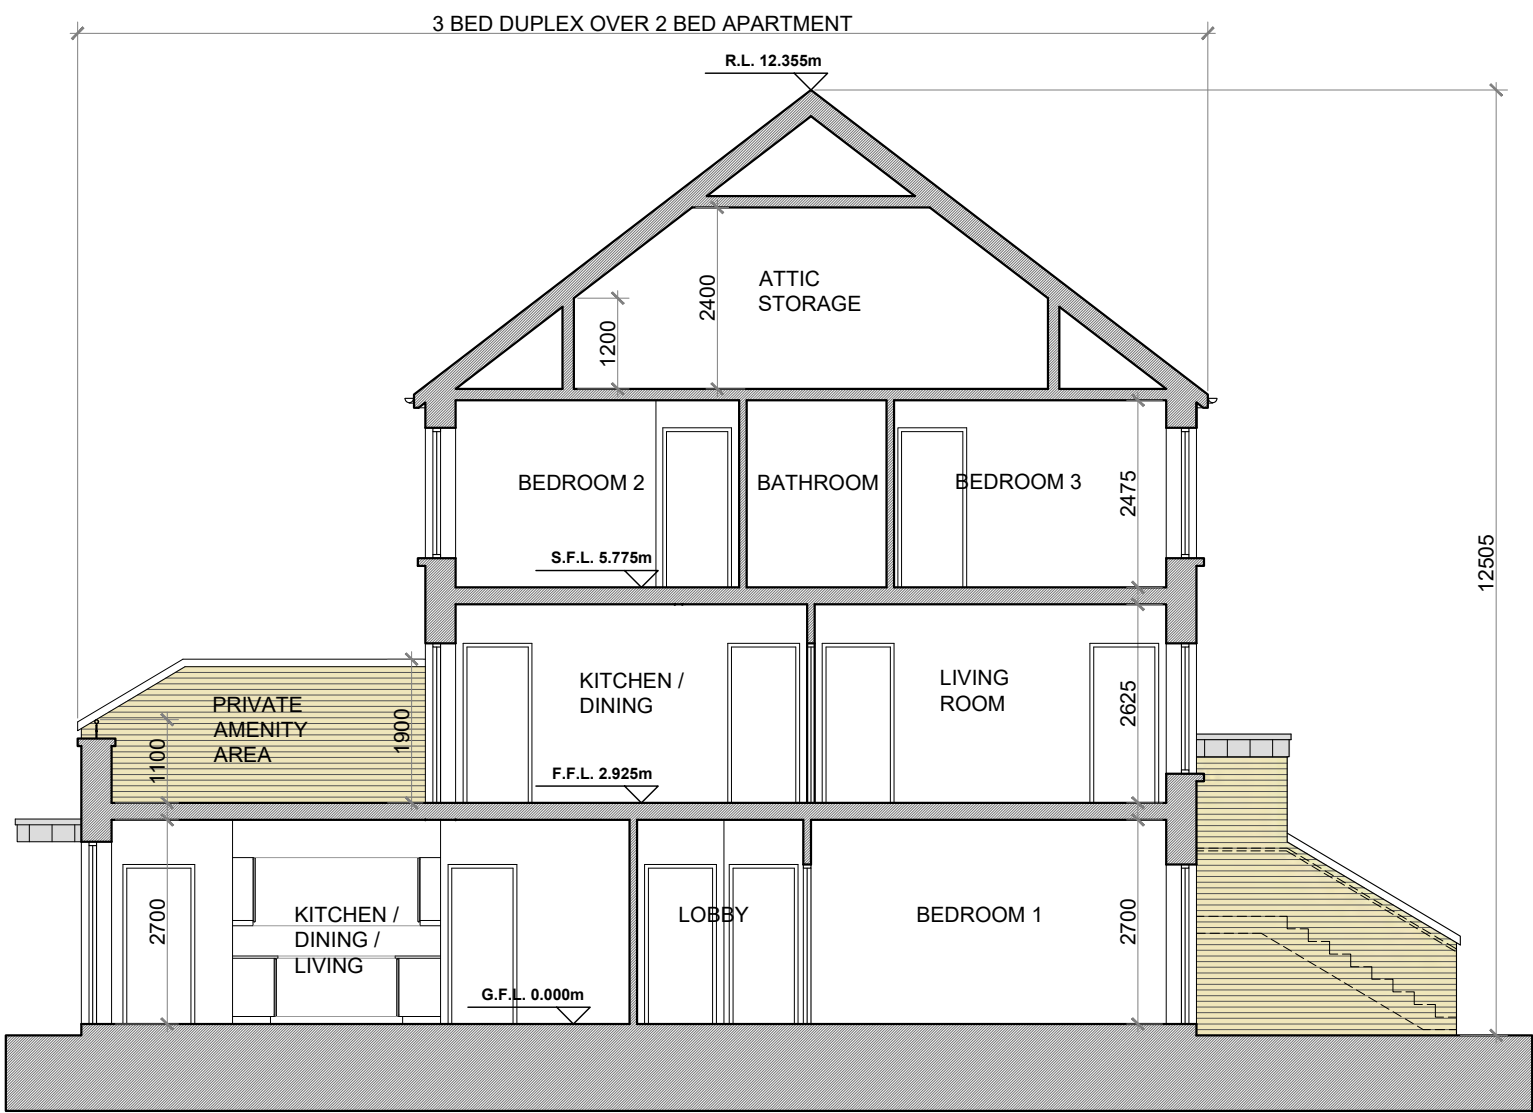 3 BED DUPLEX OVER 2 BED APARTMENT
R.L. 12.355m
ATTIC
STORAGE
2400
1200
BEDROOM 2
BATHROOM
BEDROOM 3
2475
12505
S.F.L. 5.775m
KITCHEN /
DINING
LIVING
ROOM
2625
PRIVATE
AMENITY
AREA
1100
1900
F.F.L. 2.925m
2700
KITCHEN /
DINING /
LIVING
LOBBY
BEDROOM 1
2700
G.F.L. 0.000m